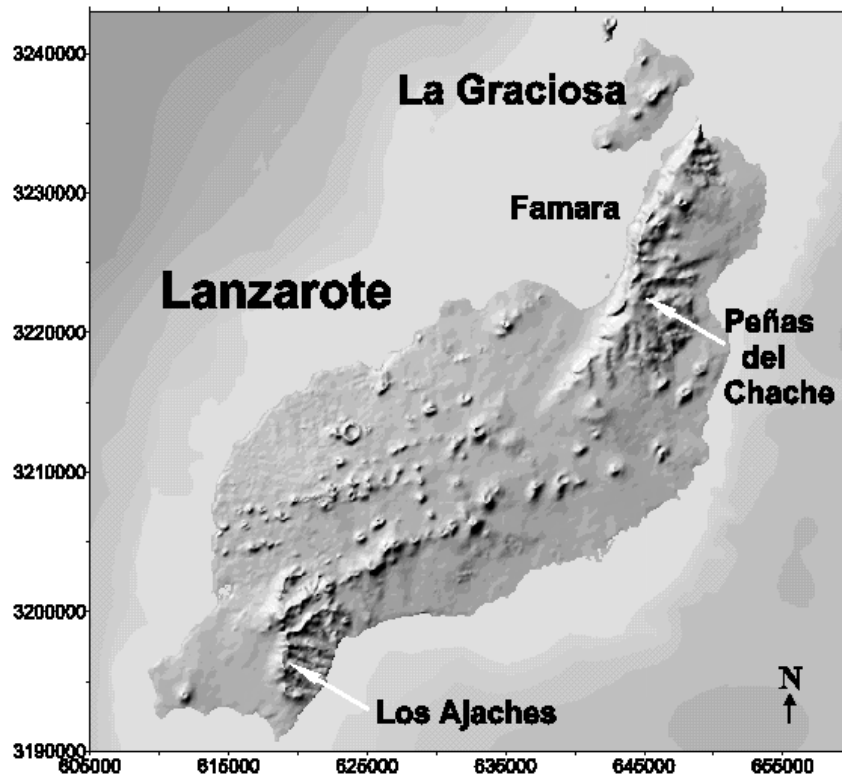 3240000
La Graciosa
3230000
Famara
Lanzarote
3220000
Peñas
del
Chache
3210000
3200000
Los Ajaches
N
3190000
605000 615000 625000 635000 645000 655000